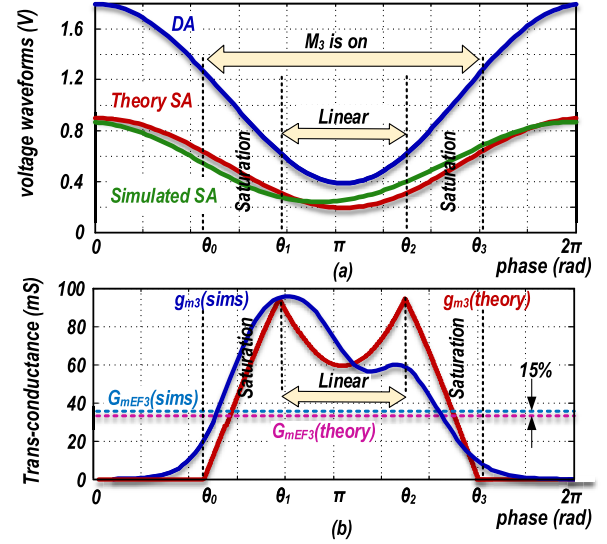 voltage waveforms (V)
1.6
1.2
0.8
0.4
0
DA
M3 is on
Theory SA
Linear
Saturation
Saturation
Simulated SA
0
θ0
θ1
π
θ2
θ3
2π
(a)
phase (rad)
Trans-conductance (mS)
100
80
60
40
20
0
gm3(sims)
gm3(theory)
Saturation
Saturation
15%
Linear
GmEF3(sims)
GmEF3(theory)
0
θ0
θ1
π
θ2
θ3
2π
phase (rad)
(b)